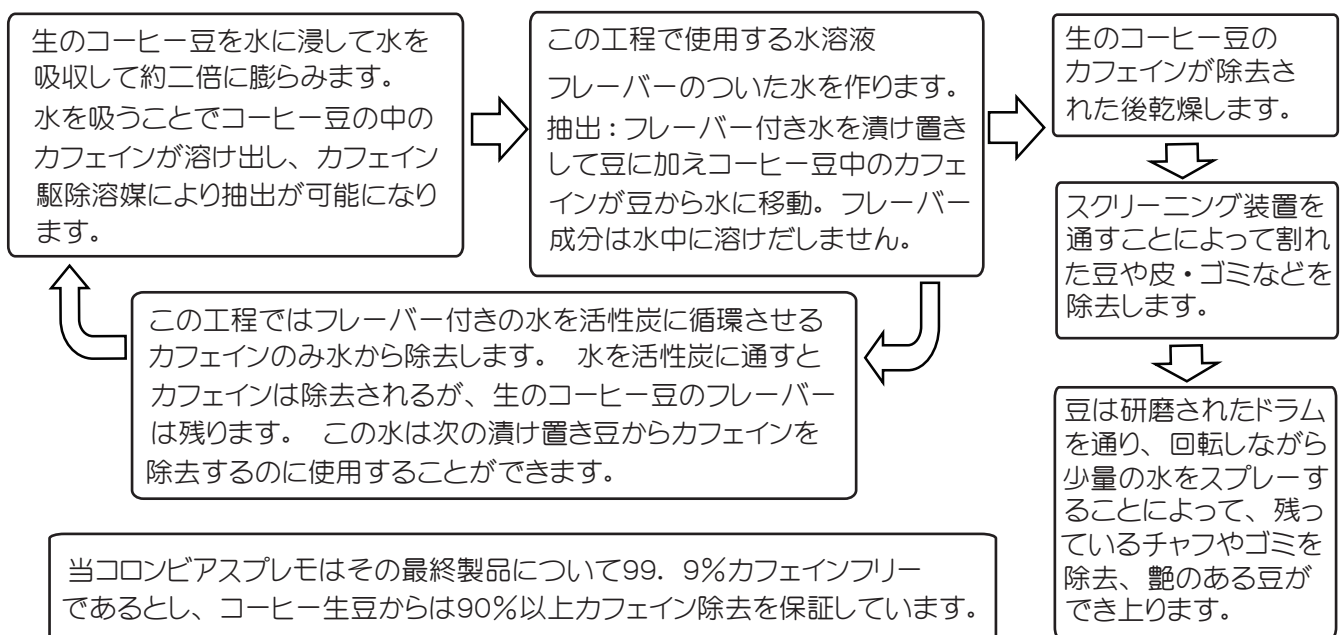 生のコーヒー豆を水に浸して水を
吸収して約二倍に膨らみます。
水を吸うことでコーヒー豆の中の
カフェインが溶け出し、カフェイン
駆除溶媒により抽出が可能になり
ます。
この工程で使用する水溶液
フレーバーのついた水を作ります。
抽出:フレーバー付き水を漬け置き
して豆に加えコーヒー豆中のカフェ
インが豆から水に移動。フレーバー
成分は水中に溶けだしません。
生のコーヒー豆の
カフェインが除去さ
れた後乾燥します。
スクリーニング装置を
通すことによって割れ
た豆や皮・ゴミなどを
除去します。
豆は研磨されたドラム
を通り、回転しながら
少量の水をスプレーす
ることによって、残っ
ているチャフやゴミを
除去、艶のある豆が
でき上ります。
この工程ではフレーバー付きの水を活性炭に循環させる
カフェインのみ水から除去します。 水を活性炭に通すと
カフェインは除去されるが、生のコーヒー豆のフレーバー
は残ります。 この水は次の漬け置き豆からカフェインを
除去するのに使用することができます。
当コロンビアスプレモはその最終製品について99.9%カフェインフリー
であるとし、コーヒー生豆からは90%以上カフェイン除去を保証しています。